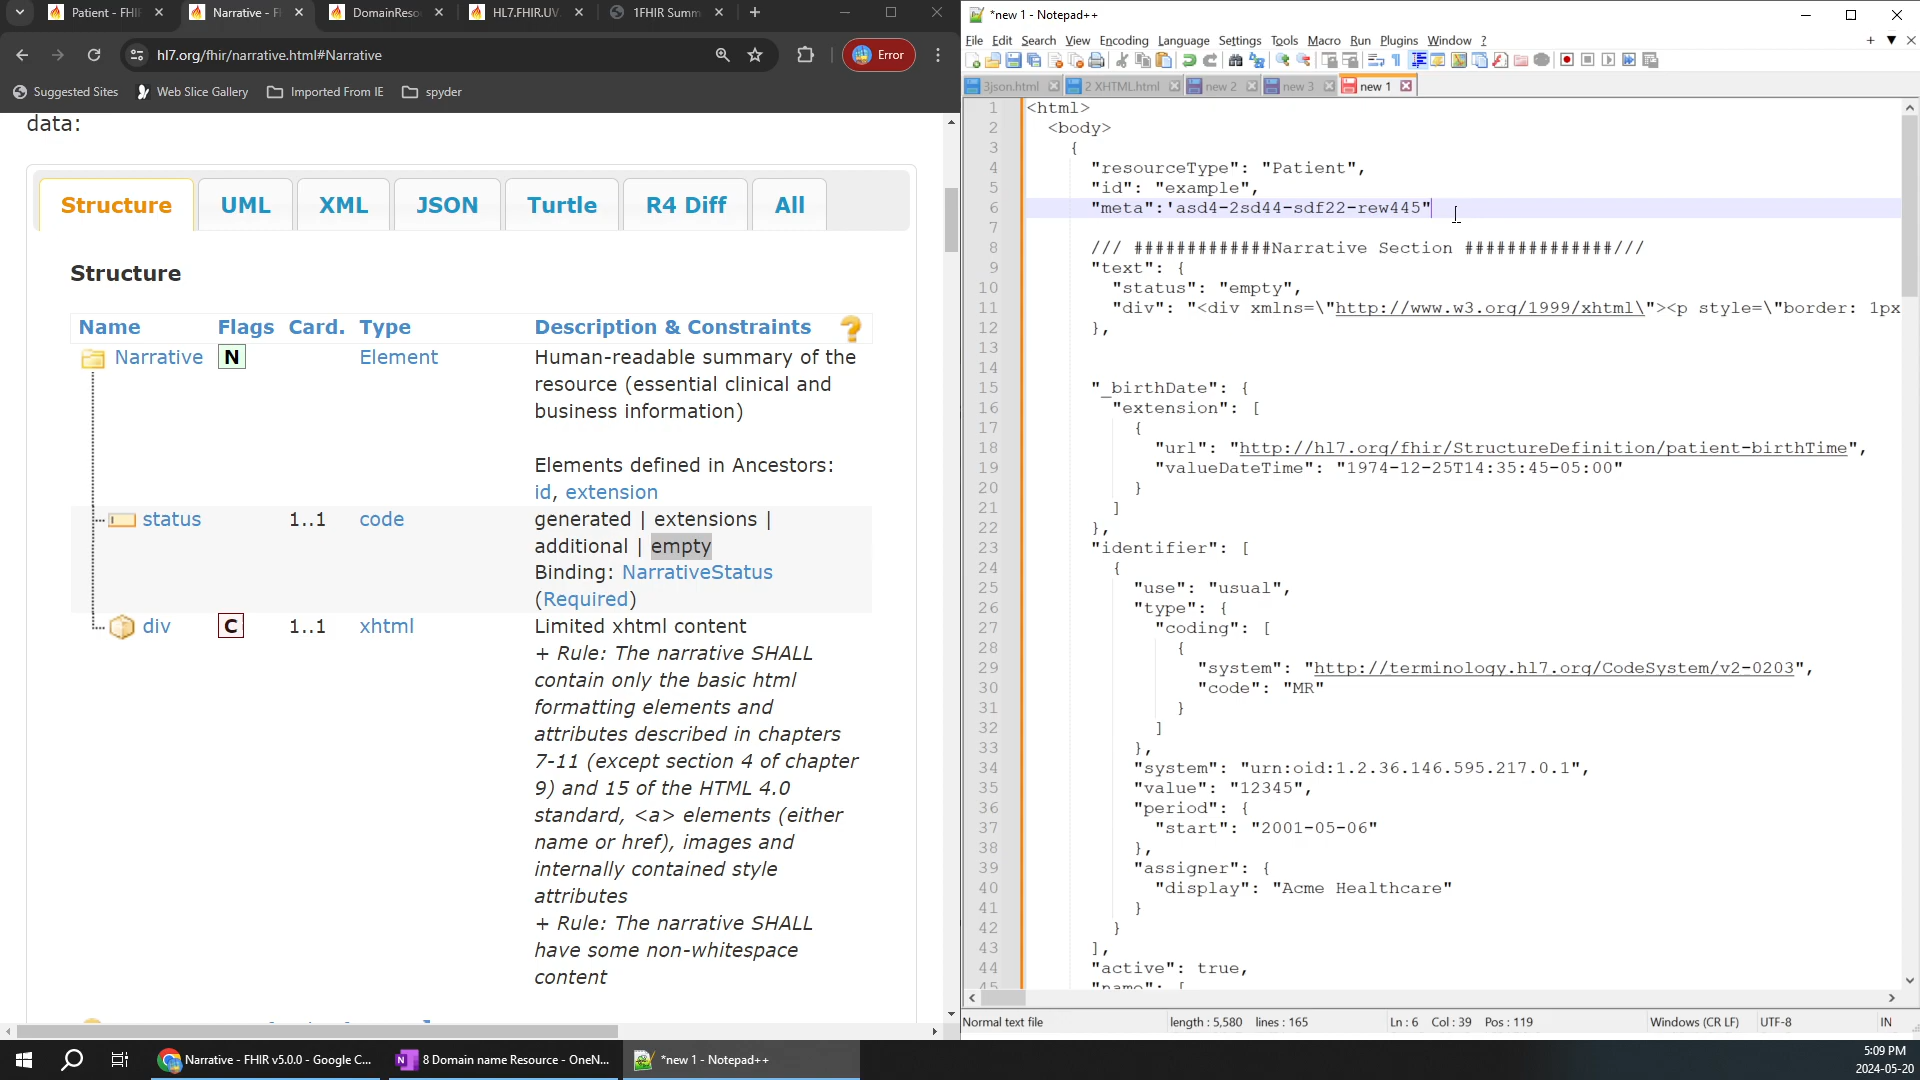 Patient - FHI
Narrative - F
DomainReso
HL7.FHIR.UV.
1FHIR Summ
hl7.org/fhir/narrative.html#Narrative
Error
Suggested Sites
Web Slice Gallery
Imported From IE
spyder
data:
Structure
UML
XML
JSON
Turtle
R4 Diff
All
Structure
Name Flags Card. Type Description & Constraints
Narrative N Element Human-readable summary of the
resource (essential clinical and
business information)
Elements defined in Ancestors:
id, extension
status 1..1 code generated | extensions |
additional | empty
Binding: NarrativeStatus
(Required)
div C 1..1 xhtml Limited xhtml content
+ Rule: The narrative SHALL
contain only the basic html
formatting elements and
attributes described in chapters
7-11 (except section 4 of chapter
9) and 15 of the HTML 4.0
standard, <a> elements (either
name or href), images and
internally contained style
attributes
+ Rule: The narrative SHALL
have some non-whitespace
content
*new 1 - Notepad++
File Edit Search View Encoding Language Settings Tools Macro Run Plugins Window ?
3json.html
2 XHTML.html
new 2
new 3
new 1
1 <html>
2 <body>
3 {
4 "resourceType": "Patient",
5 "id": "example",
6 "meta":'asd4-2sd44-sdf22-rew445"
7
8 /// #############Narrative Section ##############///
9 "text": {
10 "status": "empty",
11 "div": "<div xmlns=\"http://www.w3.org/1999/xhtml\"><p style=\"border: 1px
12 },
13
14
15 "_birthDate": {
16 "extension": [
17 {
18 "url": "http://hl7.org/fhir/StructureDefinition/patient-birthTime",
19 "valueDateTime": "1974-12-25T14:35:45-05:00"
20 }
21 ]
22 },
23 "identifier": [
24 {
25 "use": "usual",
26 "type": {
27 "coding": [
28 {
29 "system": "http://terminology.hl7.org/CodeSystem/v2-0203",
30 "code": "MR"
31 }
32 ]
33 },
34 "system": "urn:oid:1.2.36.146.595.217.0.1",
35 "value": "12345",
36 "period": {
37 "start": "2001-05-06"
38 },
39 "assigner": {
40 "display": "Acme Healthcare"
41 }
42 }
43 ],
44 "active": true,
45 "name": [
Normal text file
length : 5,580 lines : 165
Ln : 6 Col : 39 Pos : 119
Windows (CR LF)
UTF-8
IN
Narrative - FHIR v5.0.0 - Google C...
8 Domain name Resource - OneN...
*new 1 - Notepad++
5:09 PM
2024-05-20